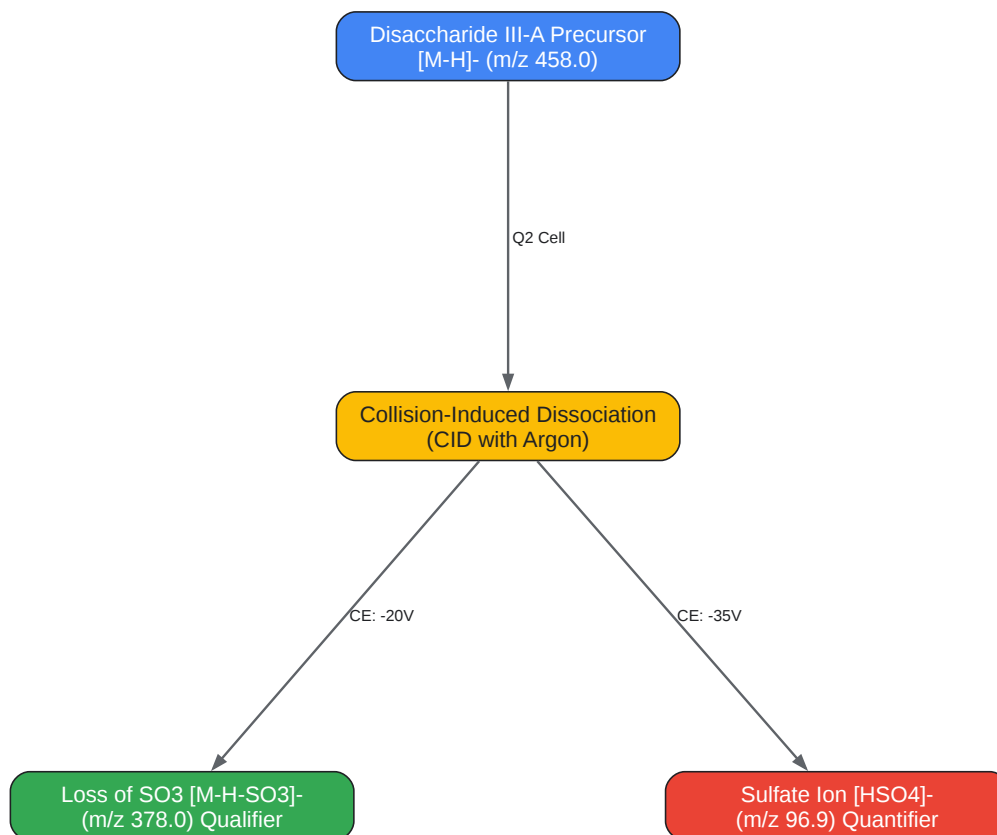 Disaccharide III-A Precursor
[M-H]- (m/z 458.0)
Q2 Cell
Collision-Induced Dissociation
(CID with Argon)
CE: -20V
CE: -35V
Loss of SO3 [M-H-SO3]-
(m/z 378.0) Qualifier
Sulfate Ion [HSO4]-
(m/z 96.9) Quantifier